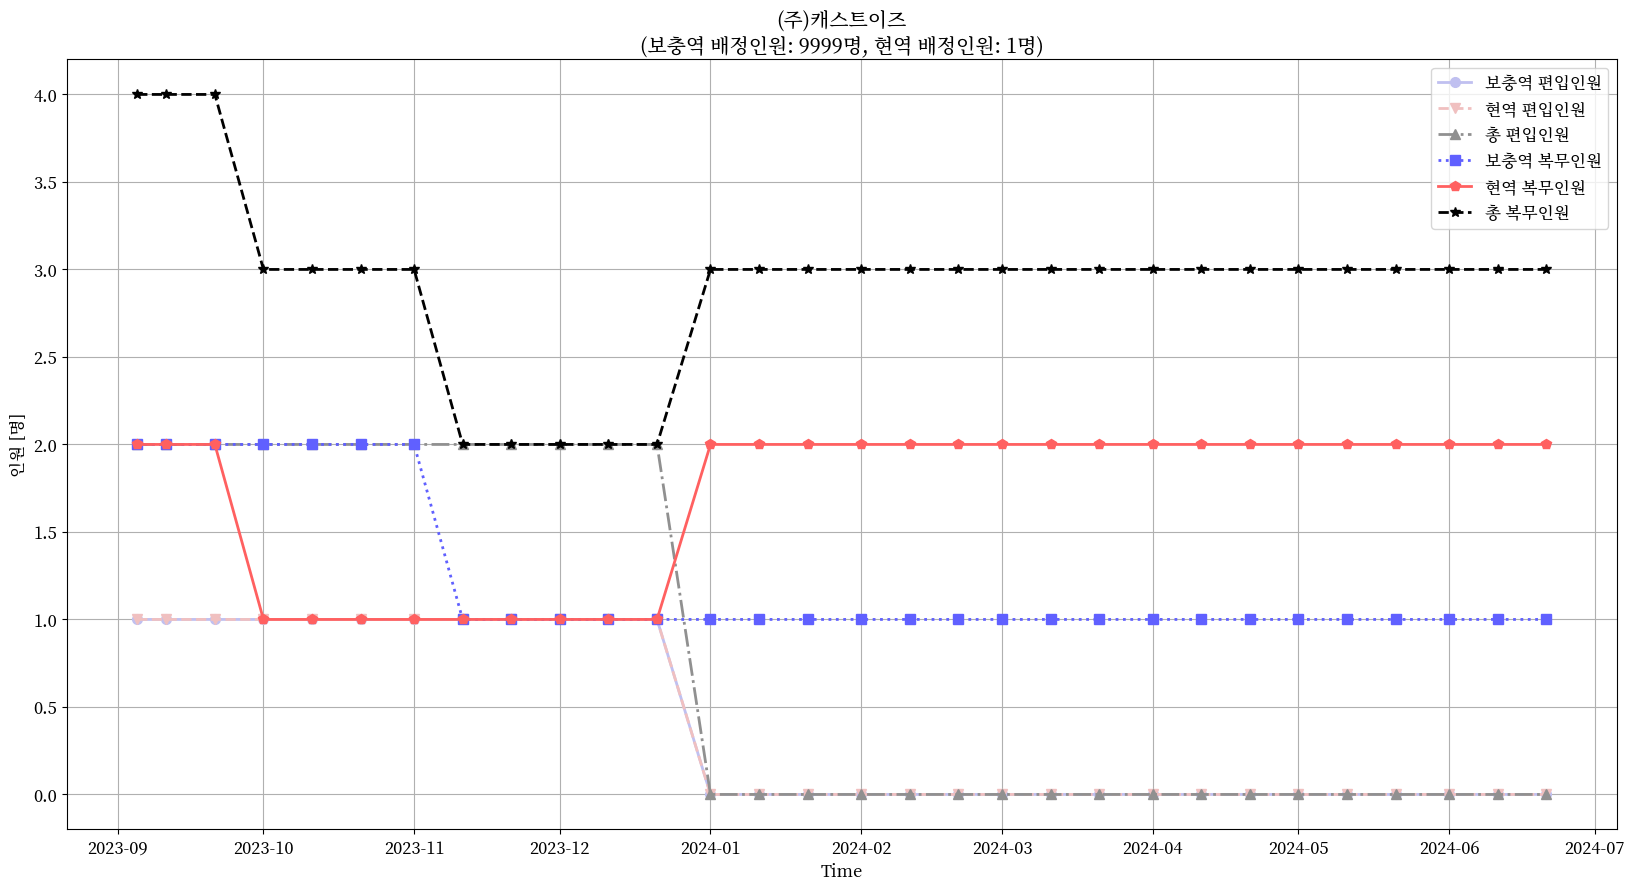 (주)캐스트이즈
(보충역 배정인원: 9999명, 현역 배정인원: 1명)
보충역 편입인원
현역 편입인원
총 편입인원
보충역 복무인원
현역 복무인원
총 복무인원
4.0
3.5
3.0
2.5
2.0
1.5
1.0
0.5
0.0
인원 [명]
2023-09 2023-10 2023-11 2023-12 2024-01 2024-02 2024-03 2024-04 2024-05 2024-06 2024-07
Time